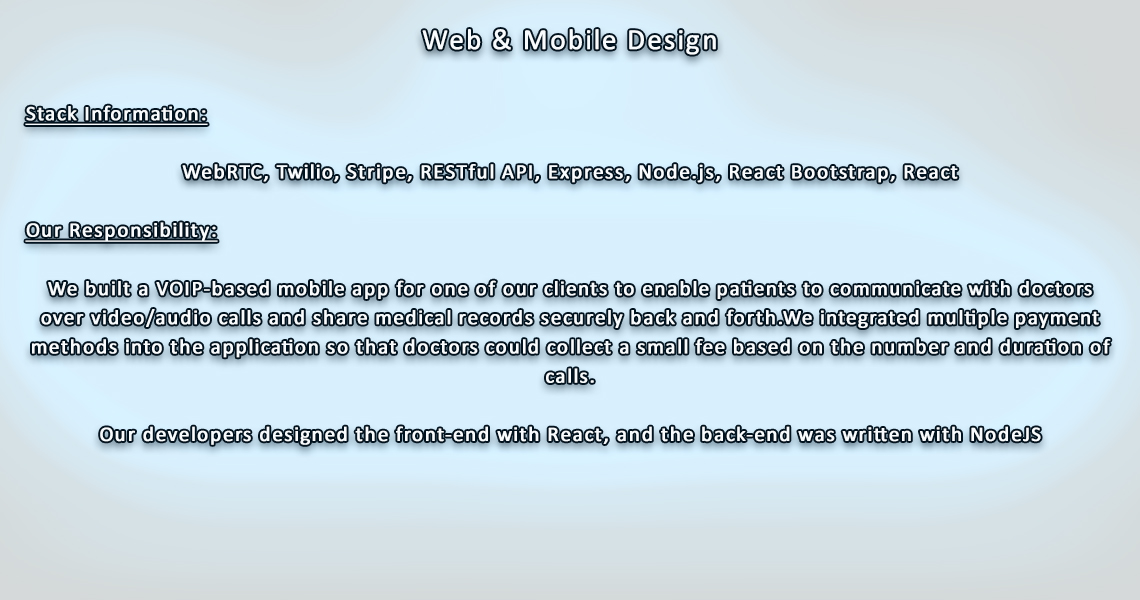 Web & Mobile Design
Stack Information:
WebRTC, Twilio, Stripe, RESTful API, Express, Node.js, React Bootstrap, React
Our Responsibility:
We built a VOIP-based mobile app for one of our clients to enable patients to communicate with doctors
over video/audio calls and share medical records securely back and forth.We integrated multiple payment
methods into the application so that doctors could collect a small fee based on the number and duration of
calls.
Our developers designed the front-end with React, and the back-end was written with NodeJS